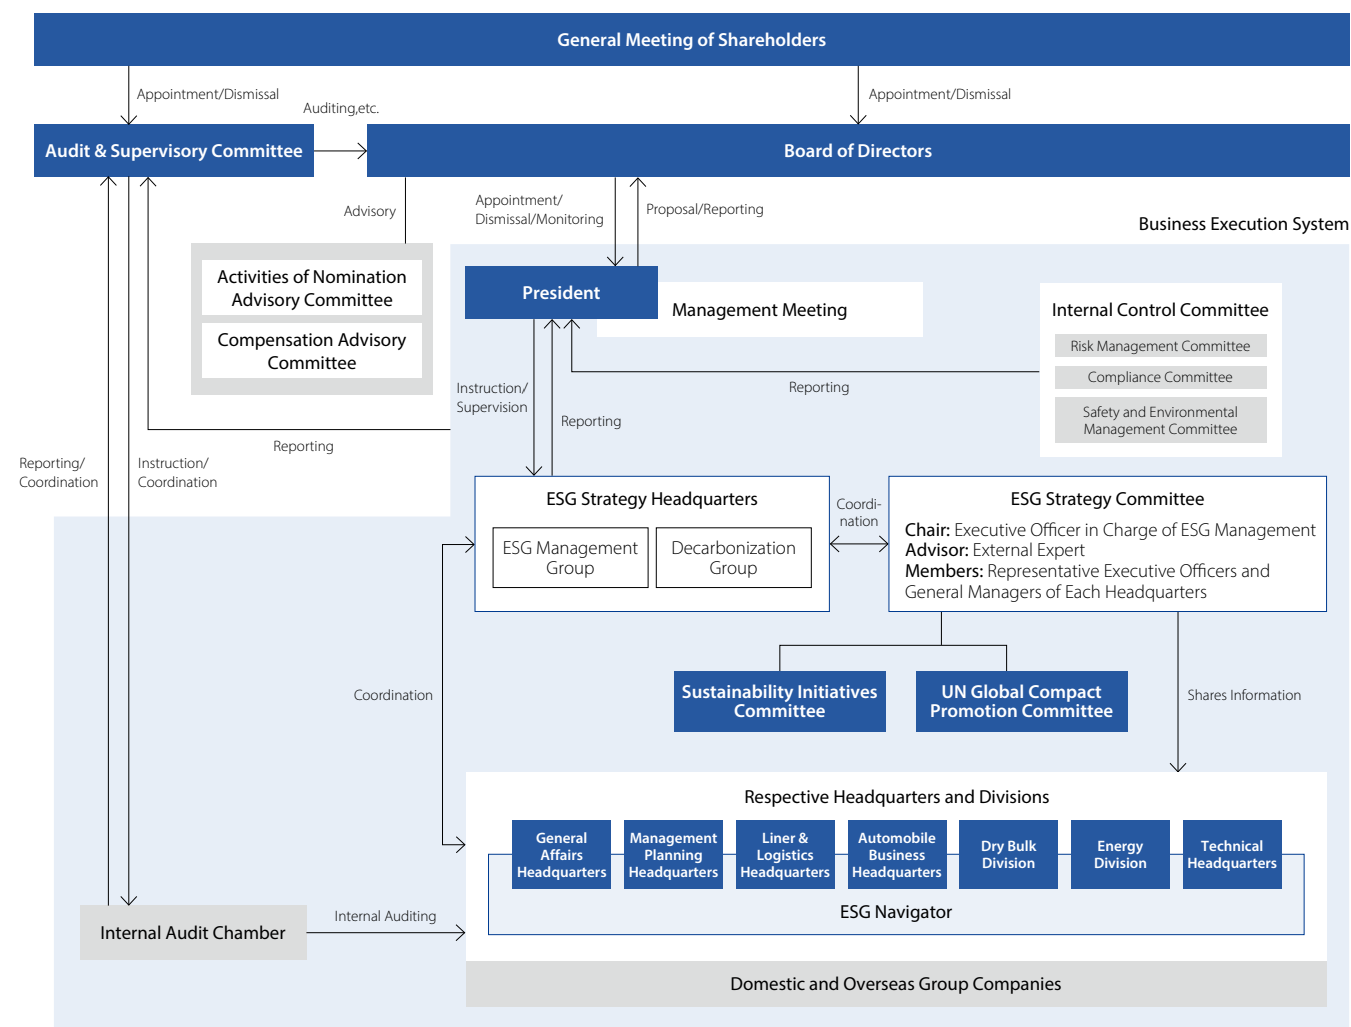 General Meeting of Shareholders
Appointment/Dismissal
Auditing,etc.
Appointment/Dismissal
Audit & Supervisory Committee
Board of Directors
Advisory
Appointment/
Dismissal/Monitoring
Proposal/Reporting
Business Execution System
Activities of Nomination
Advisory Committee
Compensation Advisory
Committee
President
Management Meeting
Internal Control Committee
Risk Management Committee
Compliance Committee
Safety and Environmental
Management Committee
Instruction/
Supervision
Reporting
Reporting
Reporting
Reporting/
Coordination
Instruction/
Coordination
ESG Strategy Headquarters
ESG Management
Group
Decarbonization
Group
Coordi-
nation
ESG Strategy Committee
Chair: Executive Officer in Charge of ESG Management
Advisor: External Expert
Members: Representative Executive Officers and
General Managers of Each Headquarters
Coordination
Sustainability Initiatives
Committee
UN Global Compact
Promotion Committee
Shares Information
Respective Headquarters and Divisions
General
Affairs
Headquarters
Management
Planning
Headquarters
Liner &
Logistics
Headquarters
Automobile
Business
Headquarters
Dry Bulk
Division
Energy
Division
Technical
Headquarters
ESG Navigator
Internal Audit Chamber
Internal Auditing
Domestic and Overseas Group Companies